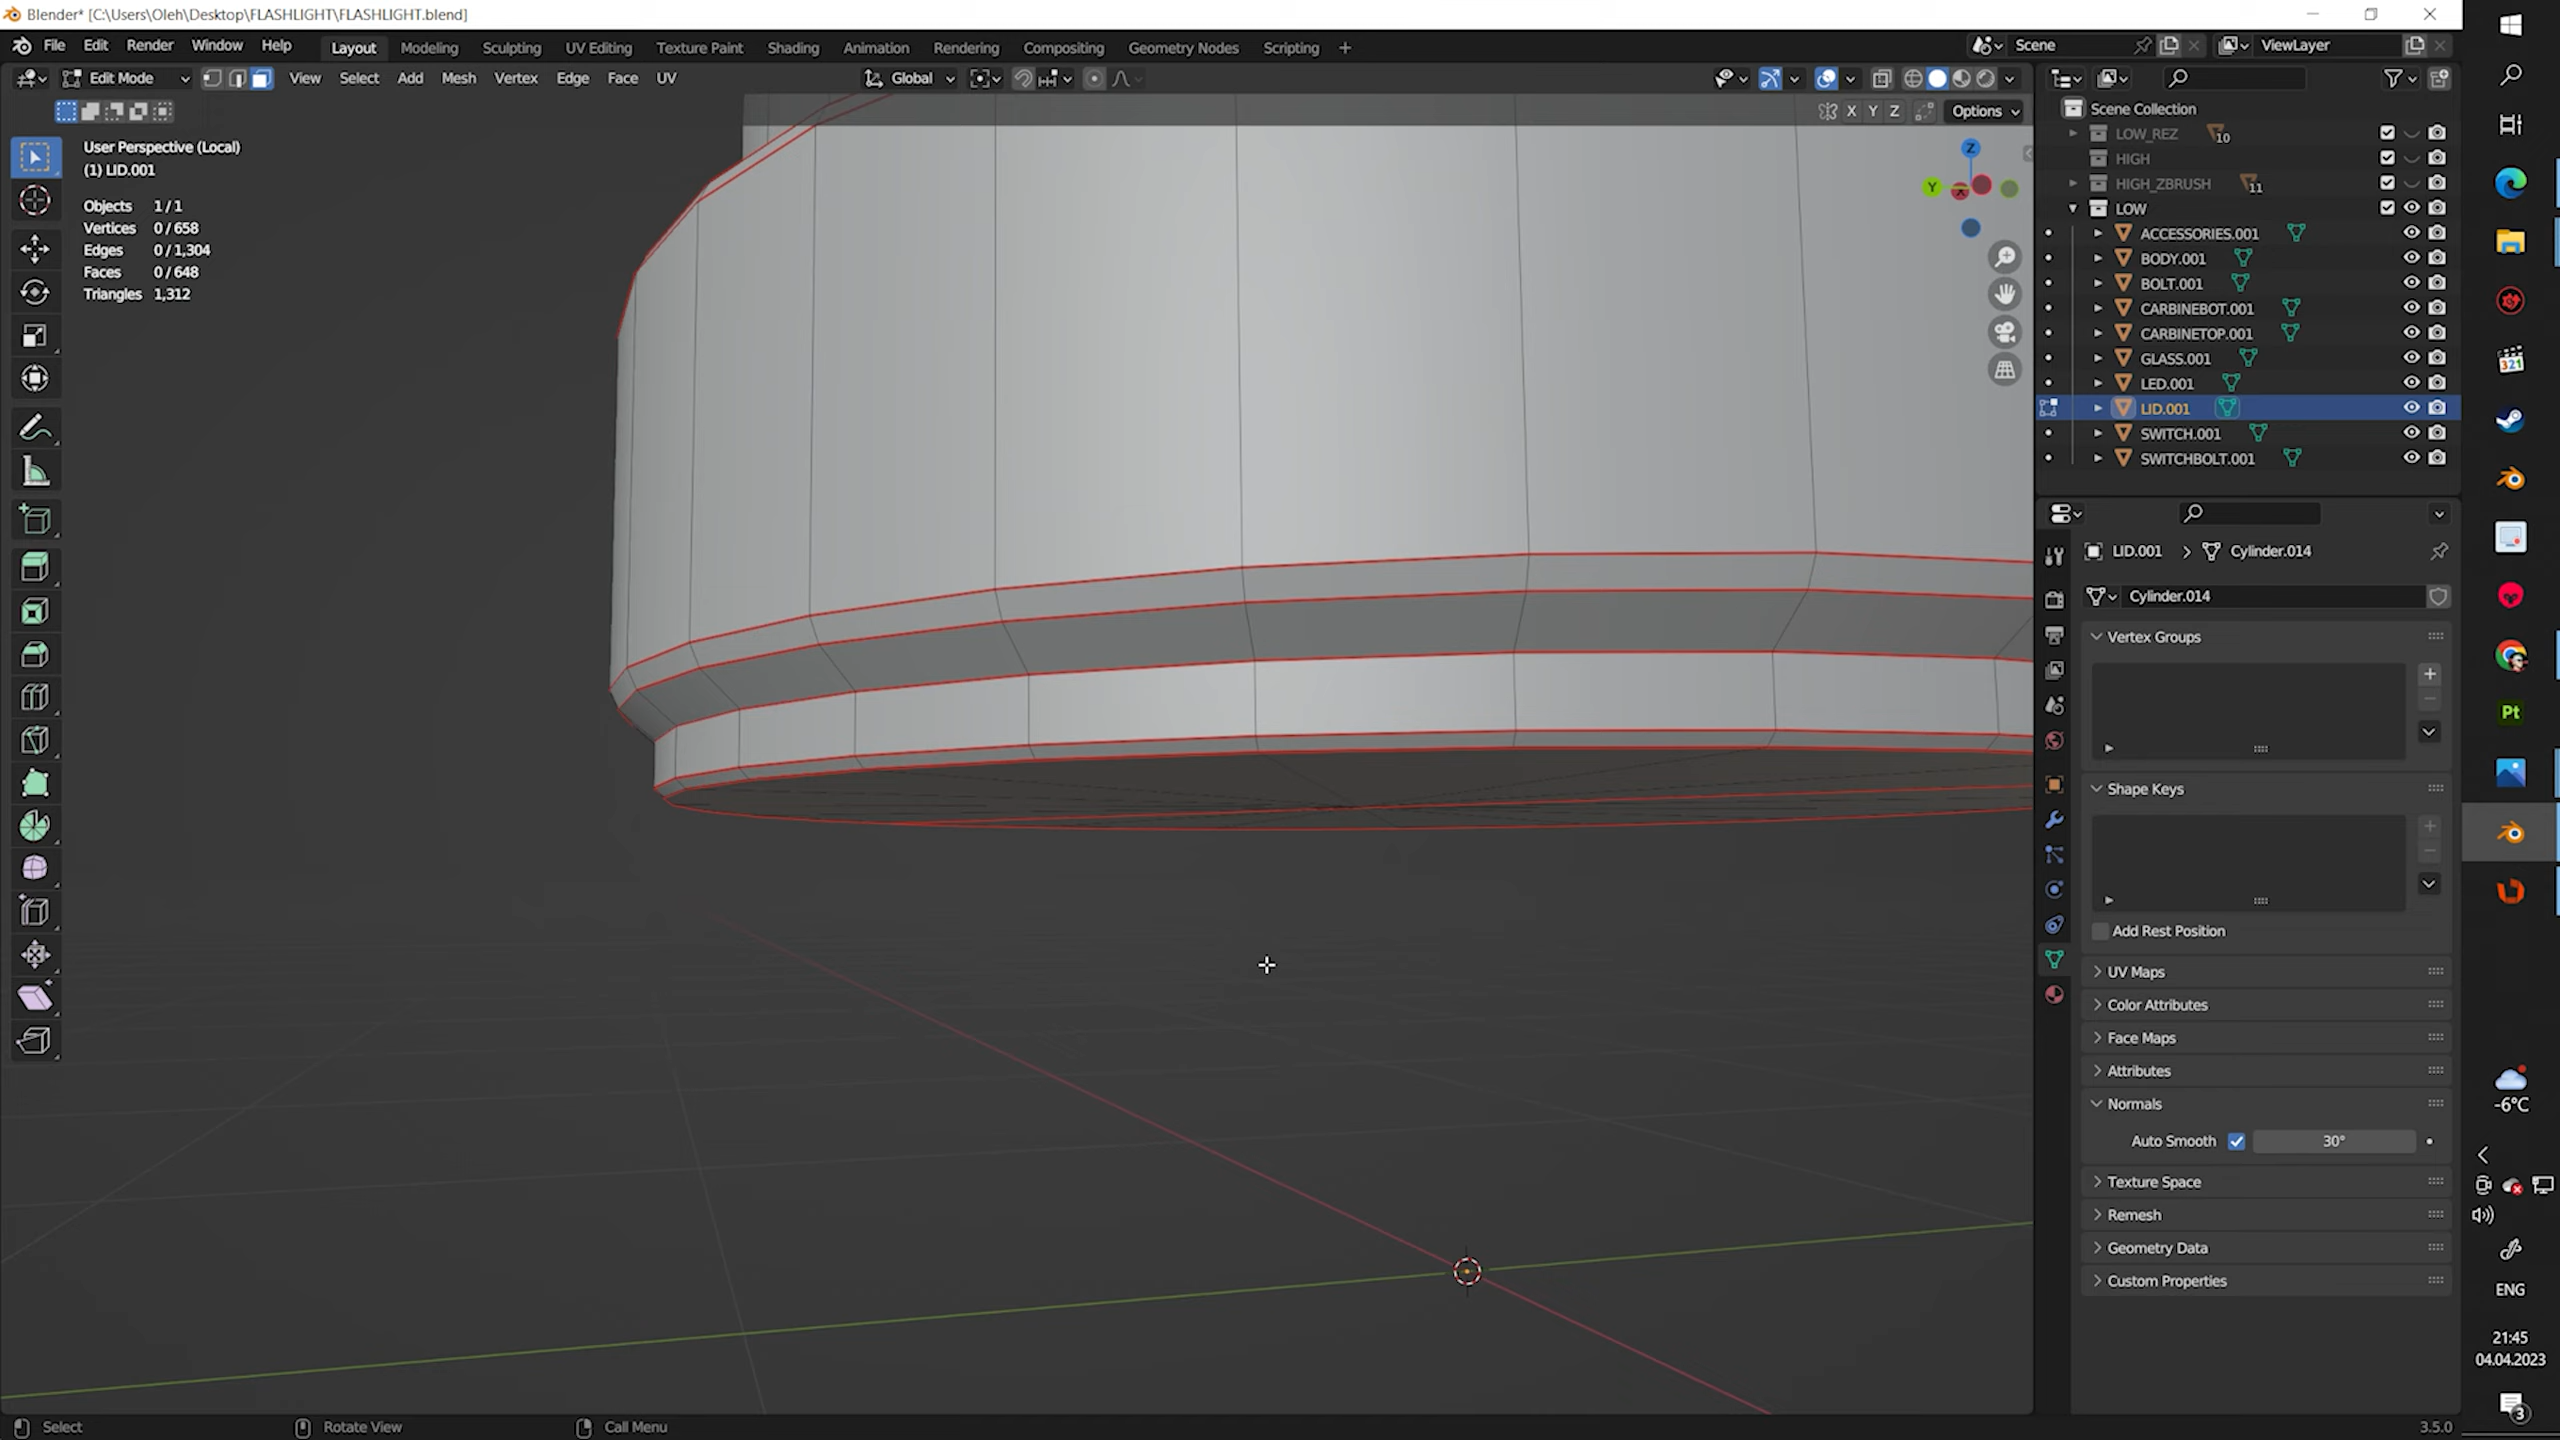 Blender* [C:\Users\Oleh\Desktop\FLASHLIGHT\FLASHLIGHT.blend]
File Edit Render Window Help Layout Modeling Sculpting UV Editing Texture Paint Shading Animation Rendering Compositing Geometry Nodes Scripting + Scene ViewLayer
Edit Mode View Select Add Mesh Vertex Edge Face UV Global
X Y Z Options
User Perspective (Local)
(1) LID.001
Objects 1/1
Vertices 0/658
Edges 0/1,304
Faces 0/648
Triangles 1,312
Z
Y
X
Scene Collection
LOW_REZ 10
HIGH
HIGH_ZBRUSH 11
LOW
ACCESSORIES.001
BODY.001
BOLT.001
CARBINEBOT.001
CARBINETOP.001
GLASS.001
LED.001
LID.001
SWITCH.001
SWITCHBOLT.001
LID.001 > Cylinder.014
Cylinder.014
Vertex Groups
Shape Keys
Add Rest Position
UV Maps
Color Attributes
Face Maps
Attributes
Normals
Auto Smooth 30°
Texture Space
Remesh
Geometry Data
Custom Properties
Select Rotate View Call Menu 3.5.0
321
Pt
-6°C
ENG
21:45
04.04.2023
3